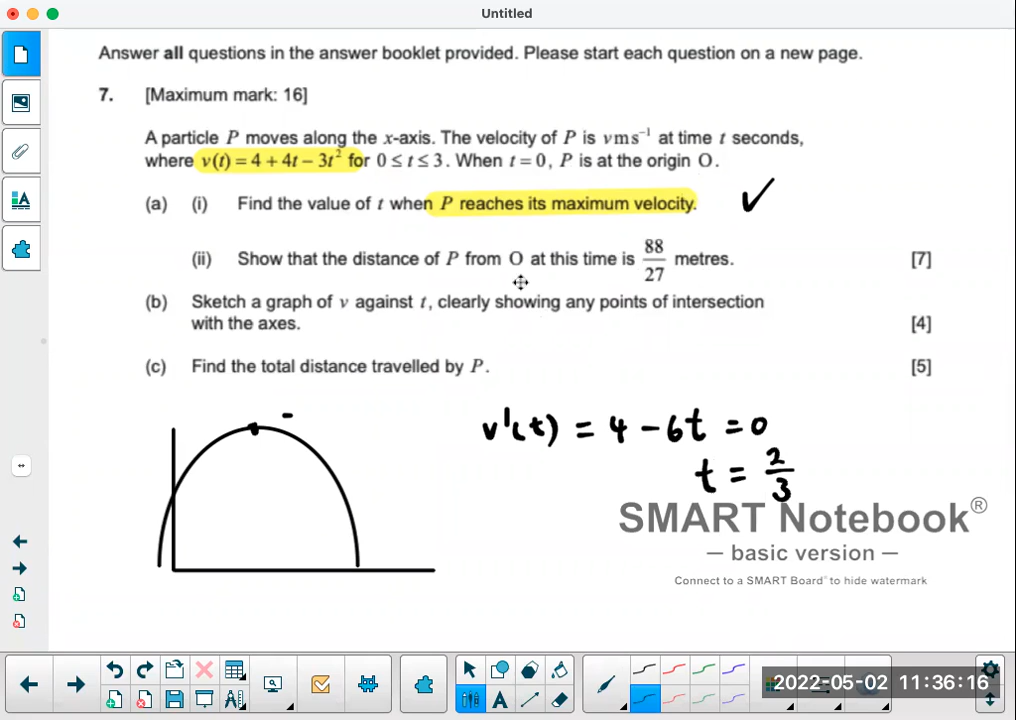 Untitled
Answer all questions in the answer booklet provided. Please start each question on a new page.
7. [Maximum mark: 16]
A particle P moves along the x-axis. The velocity of P is v m s⁻¹ at time t seconds,
where v(t) = 4 + 4t − 3t² for 0 ≤ t ≤ 3. When t = 0, P is at the origin O.
(a) (i) Find the value of t when P reaches its maximum velocity.
(ii) Show that the distance of P from O at this time is 88/27 metres. [7]
(b) Sketch a graph of v against t, clearly showing any points of intersection
with the axes. [4]
(c) Find the total distance travelled by P. [5]
v'(t) = 4 − 6t = 0
t = 2/3
SMART Notebook®
— basic version —
Connect to a SMART Board® to hide watermark
A
2022-05-02 11:36:16